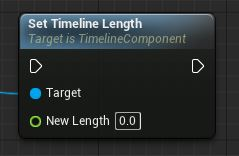 Set Timeline Length
Target is TimelineComponent
Target
New Length 0.0